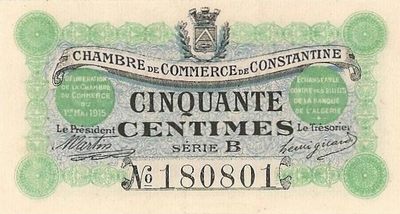 CHAMBRE DE COMMERCE DE CONSTANTINE
DÉLIBÉRATION
DE LA CHAMBRE
DU COMMERCE
DU
1er MAI 1915
ÉCHANGEABLE
CONTRE DES BILLETS
DE LA BANQUE
DE L'ALGÉRIE
CINQUANTE
CENTIMES
Le Président
Le Trésorier
SÉRIE B
No 180801